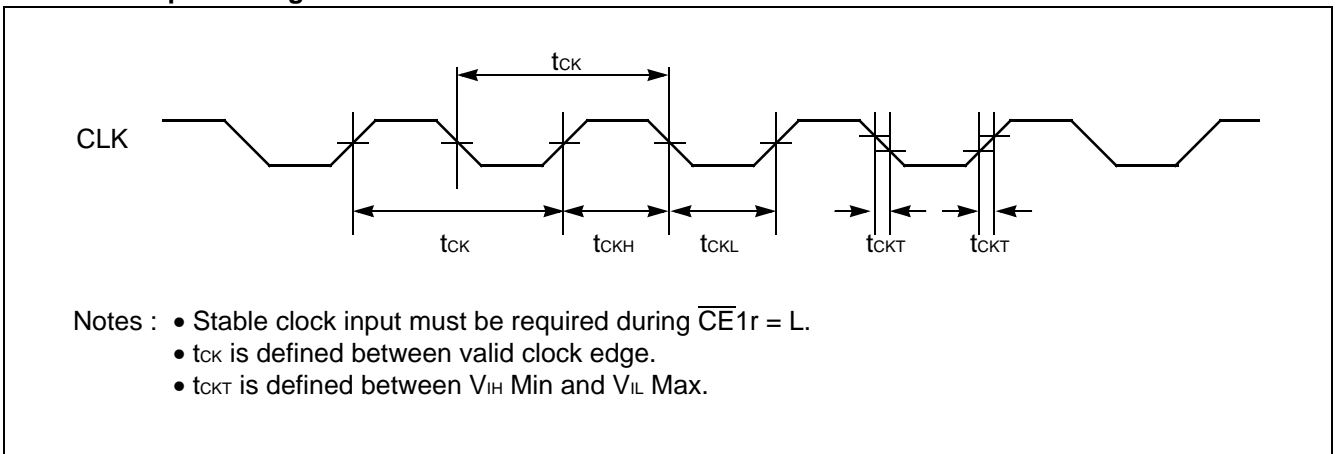 tCK
CLK
tCK tCKH tCKL tCKT tCKT
Notes : • Stable clock input must be required during C̅E̅1r = L.
• tCK is defined between valid clock edge.
• tCKT is defined between VIH Min and VIL Max.